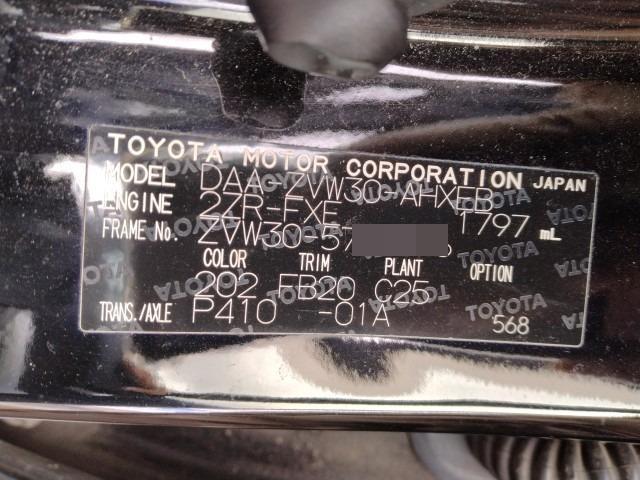 TOYOTA MOTOR CORPORATION JAPAN
MODEL DAA-ZVW30-AHXEB
ENGINE 2ZR-FXE 1797 mL
FRAME No. ZVW30-57
COLOR TRIM PLANT OPTION
202 FB20 C25
TRANS./AXLE P410 -01A
568